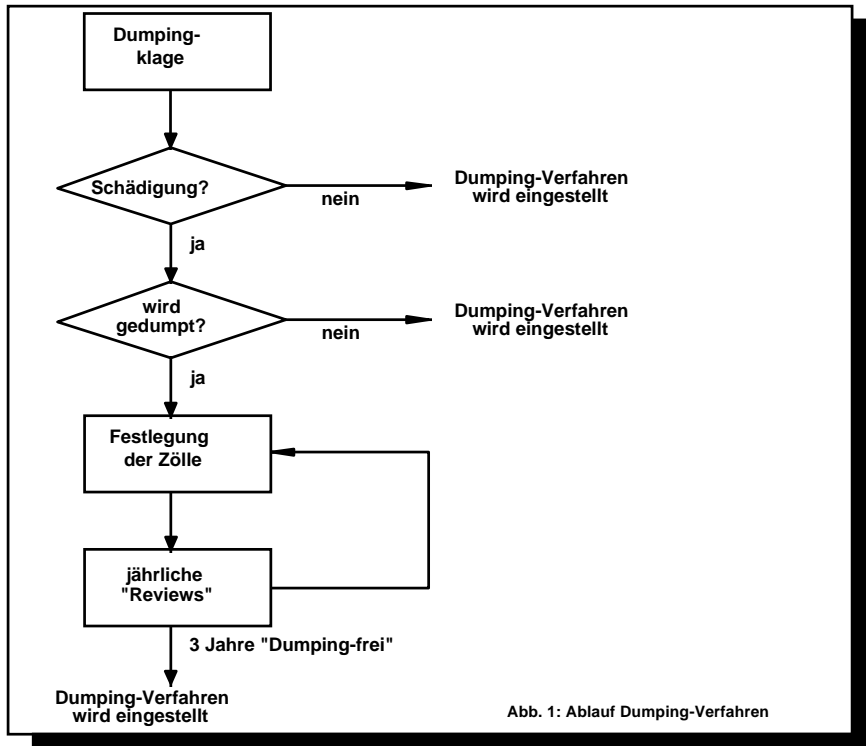 Dumping-
klage
Schädigung?
nein
Dumping-Verfahren
wird eingestellt
ja
wird
gedumpt?
nein
Dumping-Verfahren
wird eingestellt
ja
Festlegung
der Zölle
jährliche
"Reviews"
3 Jahre "Dumping-frei"
Dumping-Verfahren
wird eingestellt
Abb. 1: Ablauf Dumping-Verfahren